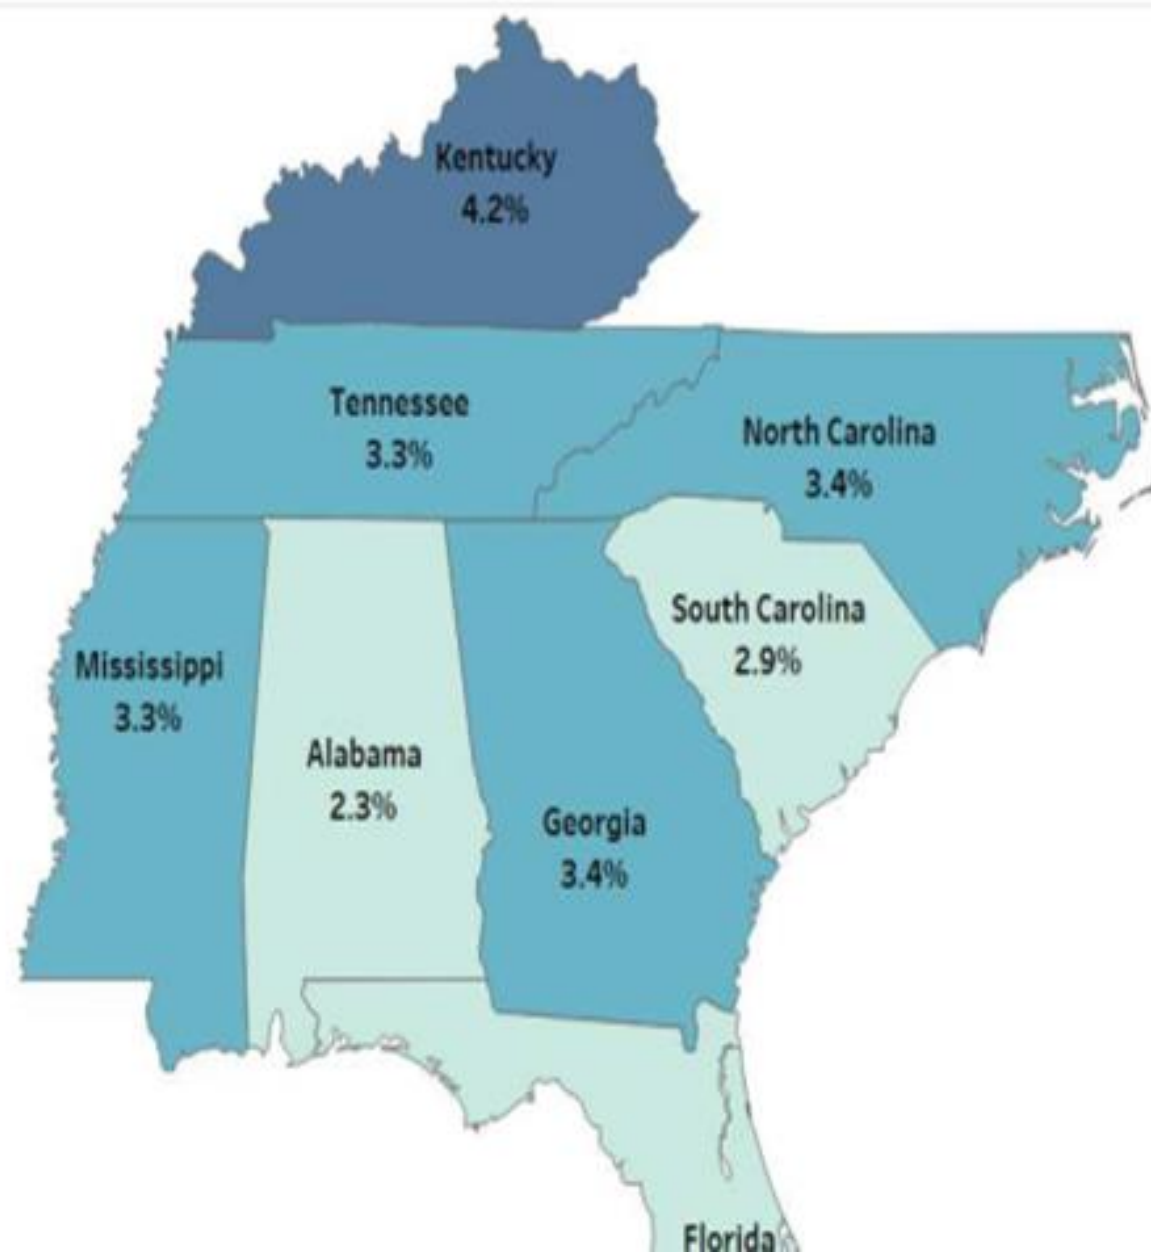 Kentucky
4.2%
Tennessee
3.3%
North Carolina
3.4%
South Carolina
2.9%
Mississippi
3.3%
Alabama
2.3%
Georgia
3.4%
Florida